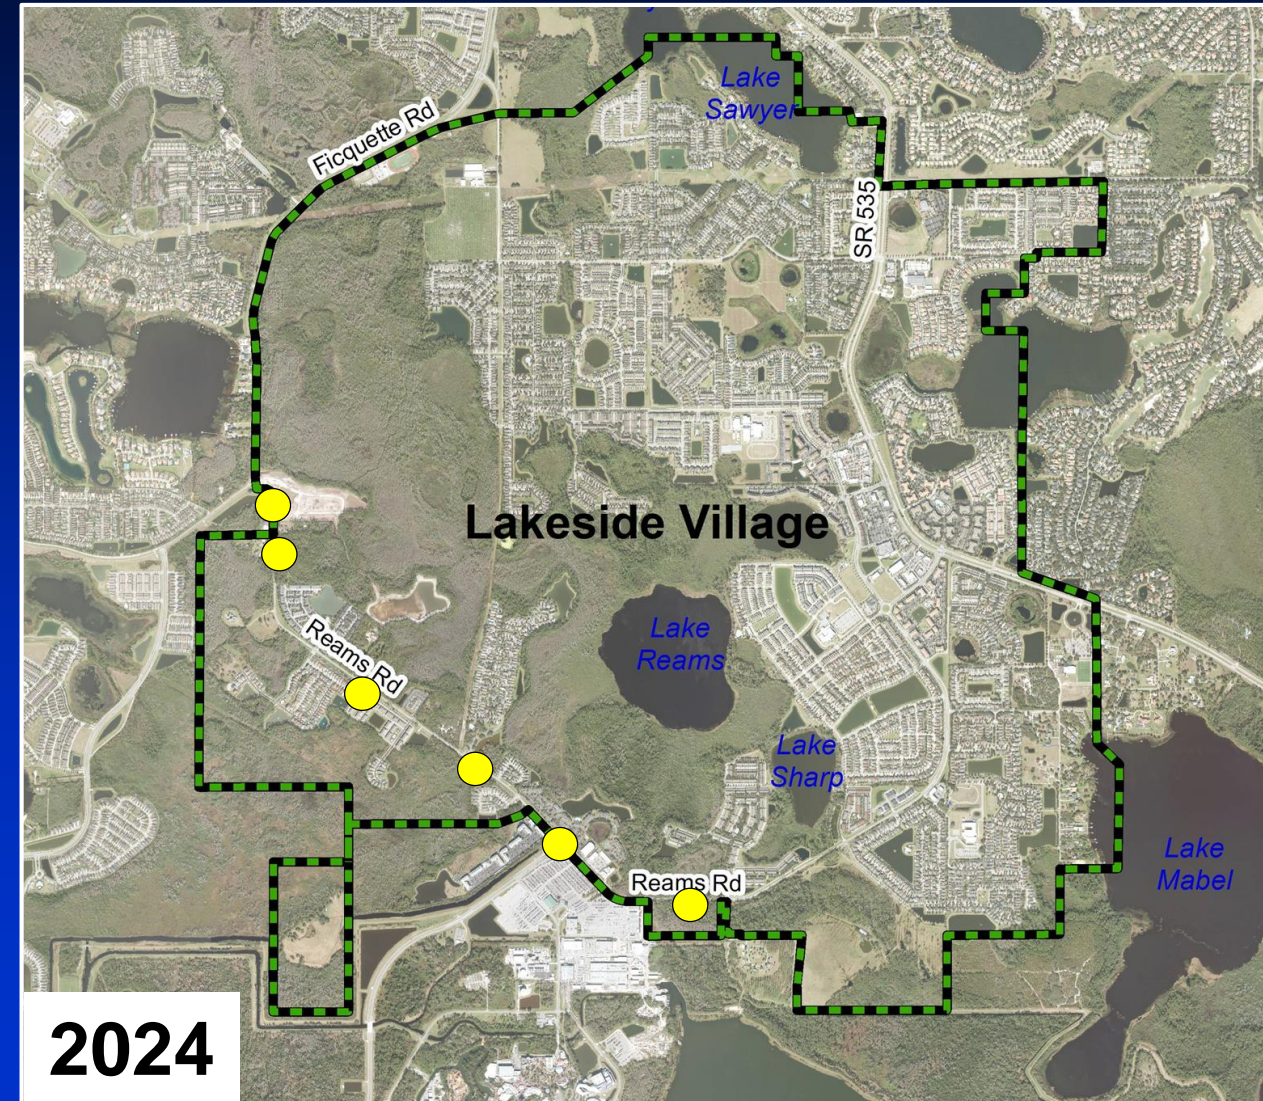 Ficquette Rd
Lake
Sawyer
SR 535
Lakeside Village
Lake
Reams
Reams Rd
Lake
Sharp
Lake
Mabel
Reams Rd
2024